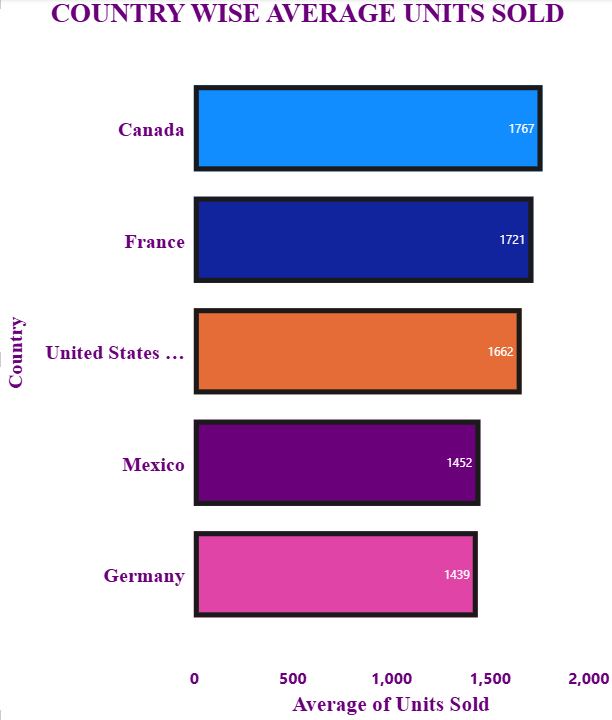 COUNTRY WISE AVERAGE UNITS SOLD
Country
Canada 1767
France 1721
United States ... 1662
Mexico 1452
Germany 1439
0 500 1,000 1,500 2,000
Average of Units Sold